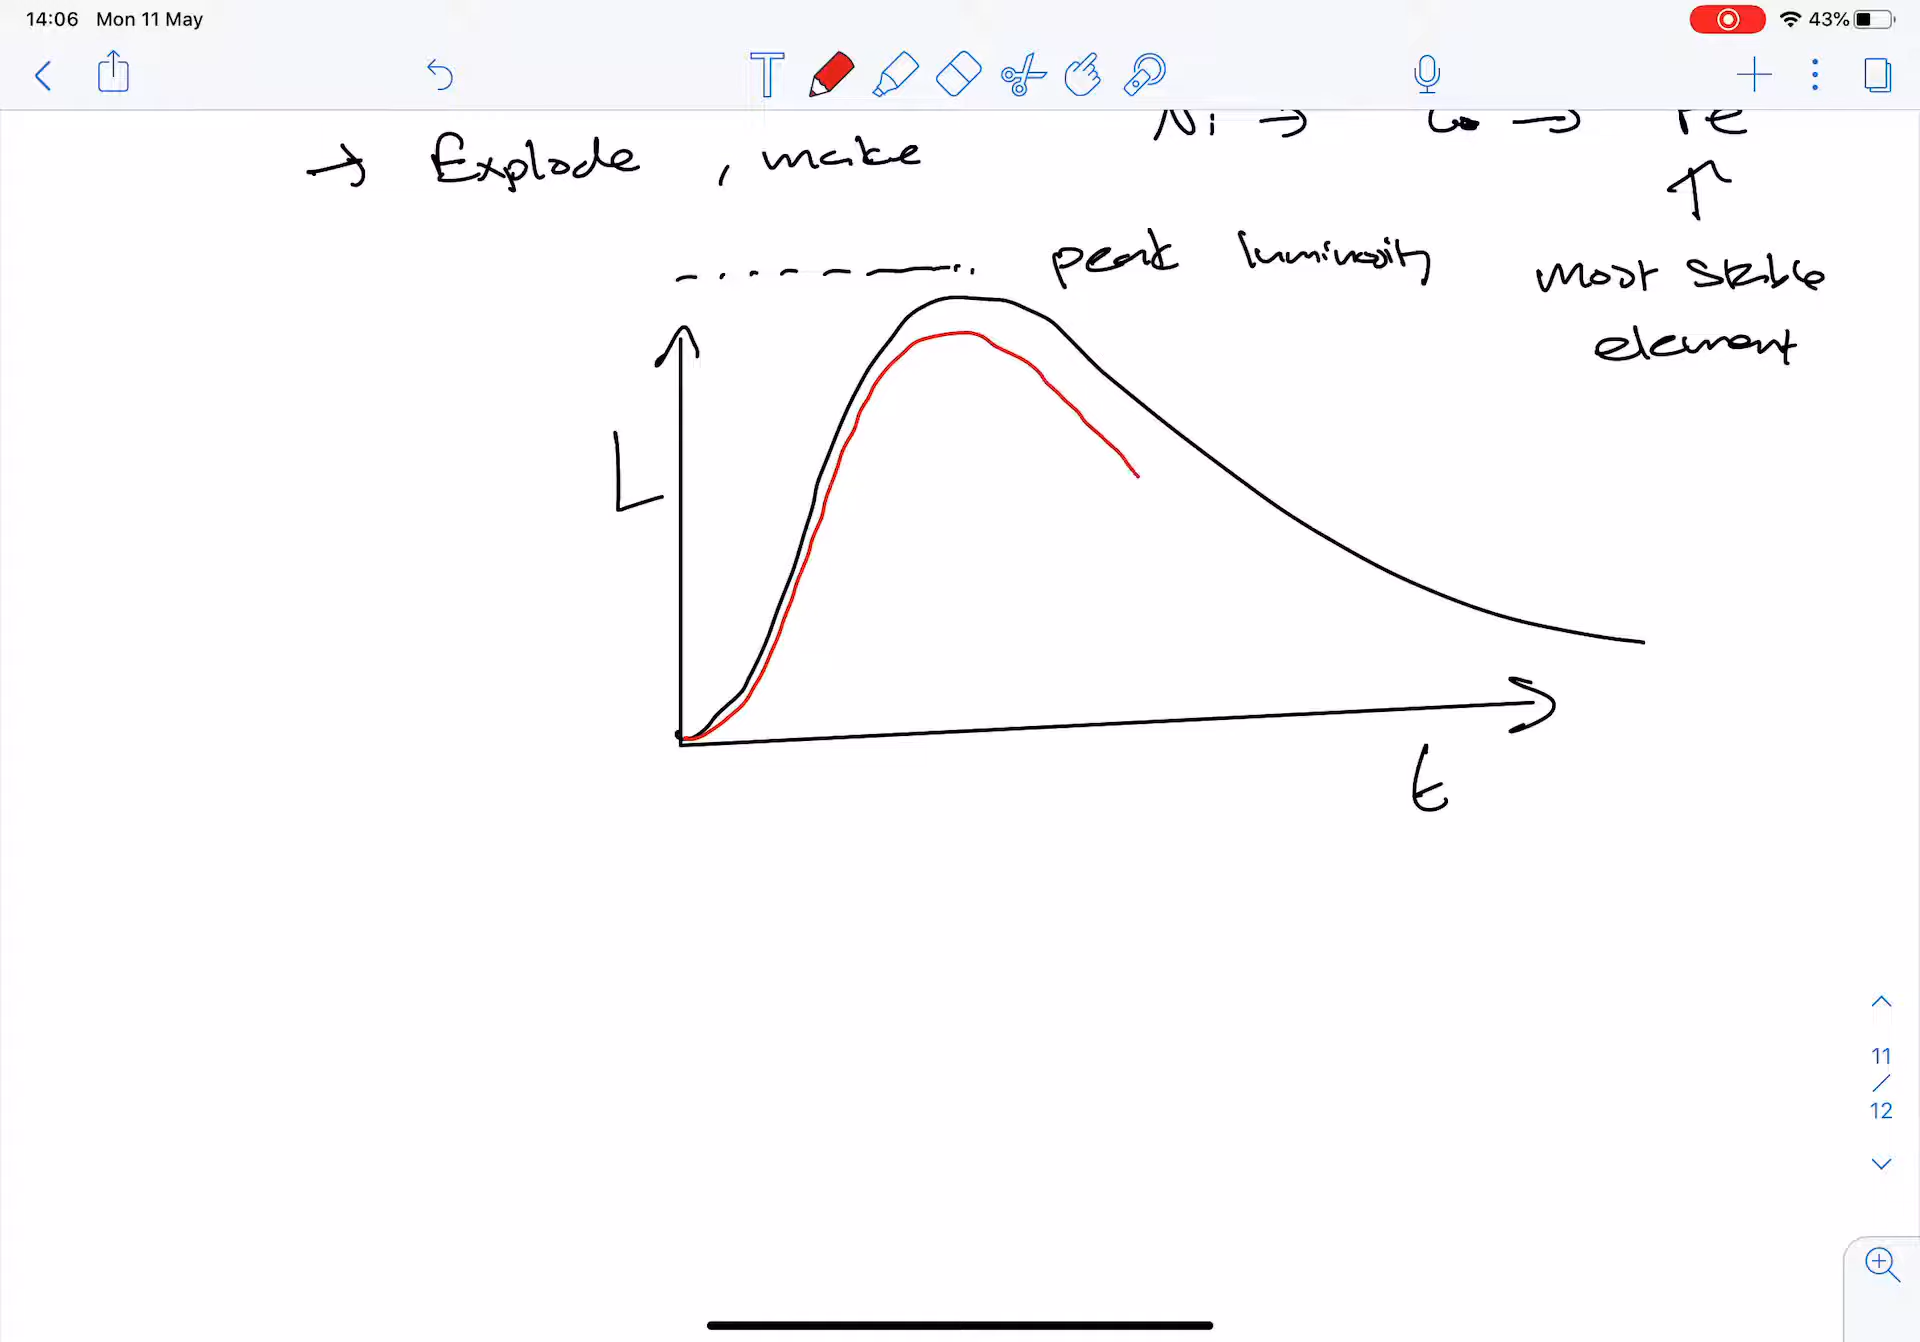 14:06 Mon 11 May 43%
Ni → Co → Fe
→ Explode , make
peak luminosity
most stable
element
L
t
11
/
12